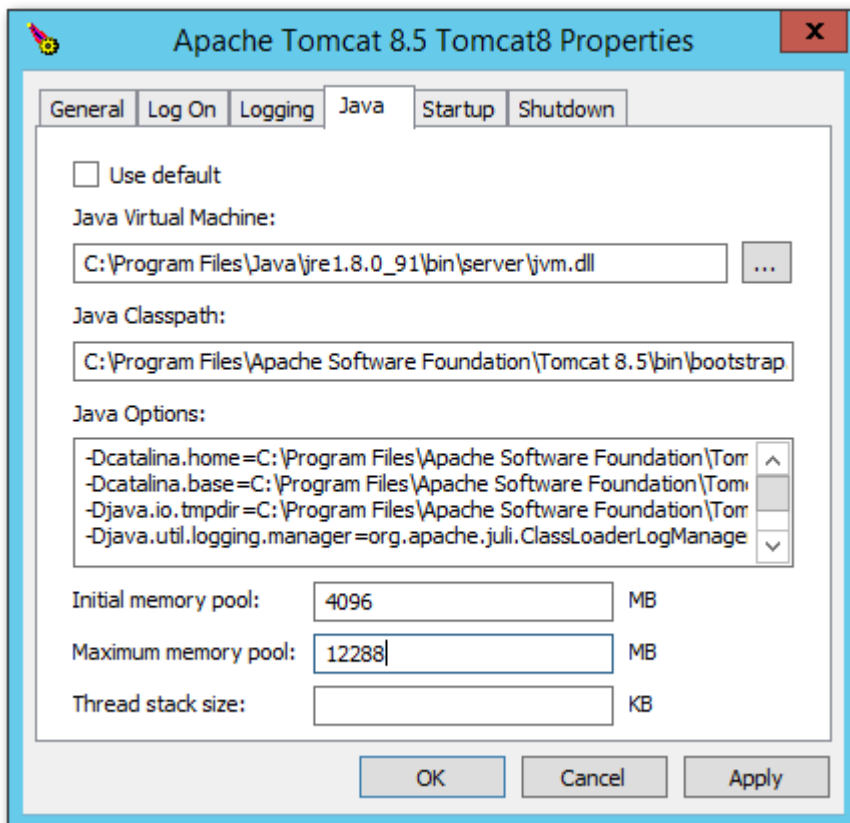 Apache Tomcat 8.5 Tomcat8 Properties
x
General Log On Logging Java Startup Shutdown
Use default
Java Virtual Machine:
C:\Program Files\Java\jre1.8.0_91\bin\server\jvm.dll ...
Java Classpath:
C:\Program Files\Apache Software Foundation\Tomcat 8.5\bin\bootstrap.
Java Options:
-Dcatalina.home=C:\Program Files\Apache Software Foundation\Tom
-Dcatalina.base=C:\Program Files\Apache Software Foundation\Tomc
-Djava.io.tmpdir=C:\Program Files\Apache Software Foundation\Tom
-Djava.util.logging.manager=org.apache.juli.ClassLoaderLogManager
Initial memory pool: 4096 MB
Maximum memory pool: 12288 MB
Thread stack size: KB
OK Cancel Apply